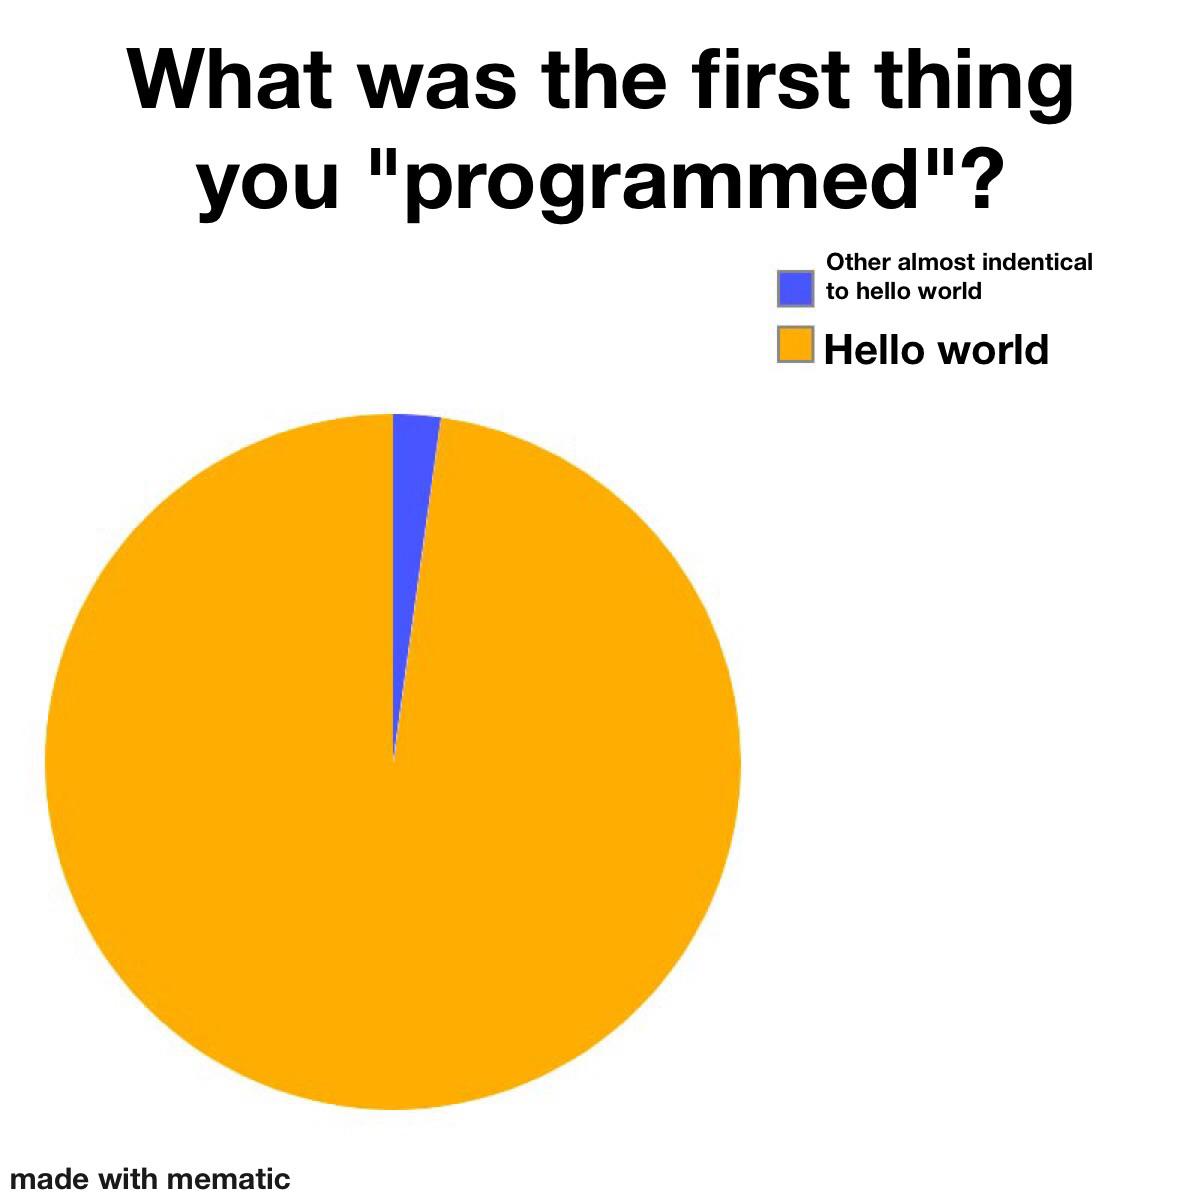 What was the first thing
you "programmed"?
Other almost indentical
to hello world
Hello world
made with mematic